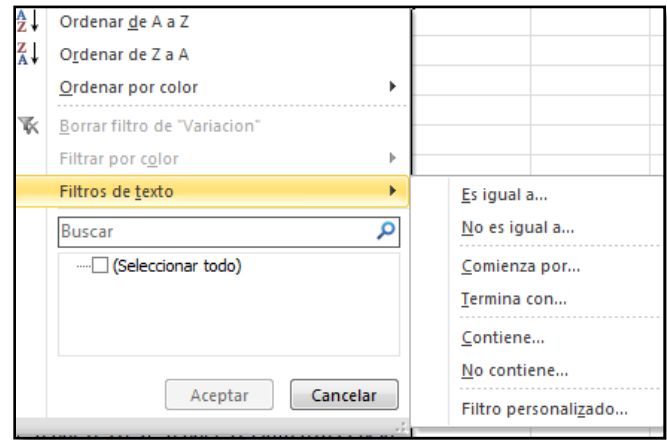 Ordenar de A a Z
Ordenar de Z a A
Ordenar por color
Borrar filtro de "Variacion"
Filtrar por color
Filtros de texto
Buscar
(Seleccionar todo)
Aceptar
Cancelar
Es igual a...
No es igual a...
Comienza por...
Termina con...
Contiene...
No contiene...
Filtro personalizado...